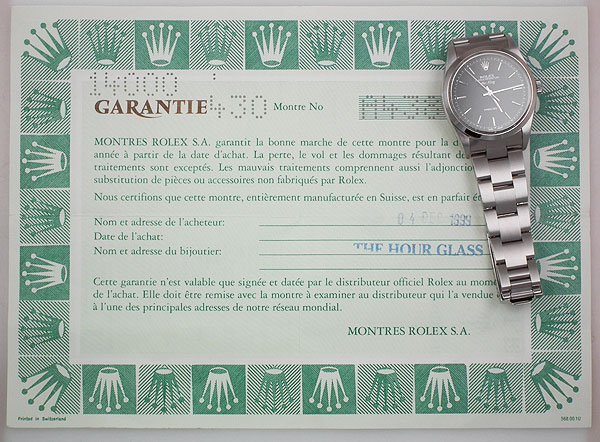 14000
GARANTIE 430 Montre No
MONTRES ROLEX S.A. garantit la bonne marche de cette montre pour la d
année à partir de la date d'achat. La perte, le vol et les dommages résultant de
traitements sont exceptés. Les mauvais traitements comprennent aussi l'adjonction
substitution de pièces ou accessoires non fabriqués par Rolex.
Nous certifions que cette montre, entièrement manufacturée en Suisse, est en parfait é
Nom et adresse de l'acheteur:
04 DEC 1999
Date de l'achat:
Nom et adresse du bijoutier:
THE HOUR GLASS
Cette garantie n'est valable que signée et datée par le distributeur officiel Rolex au mome
de l'achat. Elle doit être remise avec la montre à examiner au distributeur qui l'a vendue
à l'une des principales adresses de notre réseau mondial.
MONTRES ROLEX S.A.
Printed in Switzerland
ROLEX